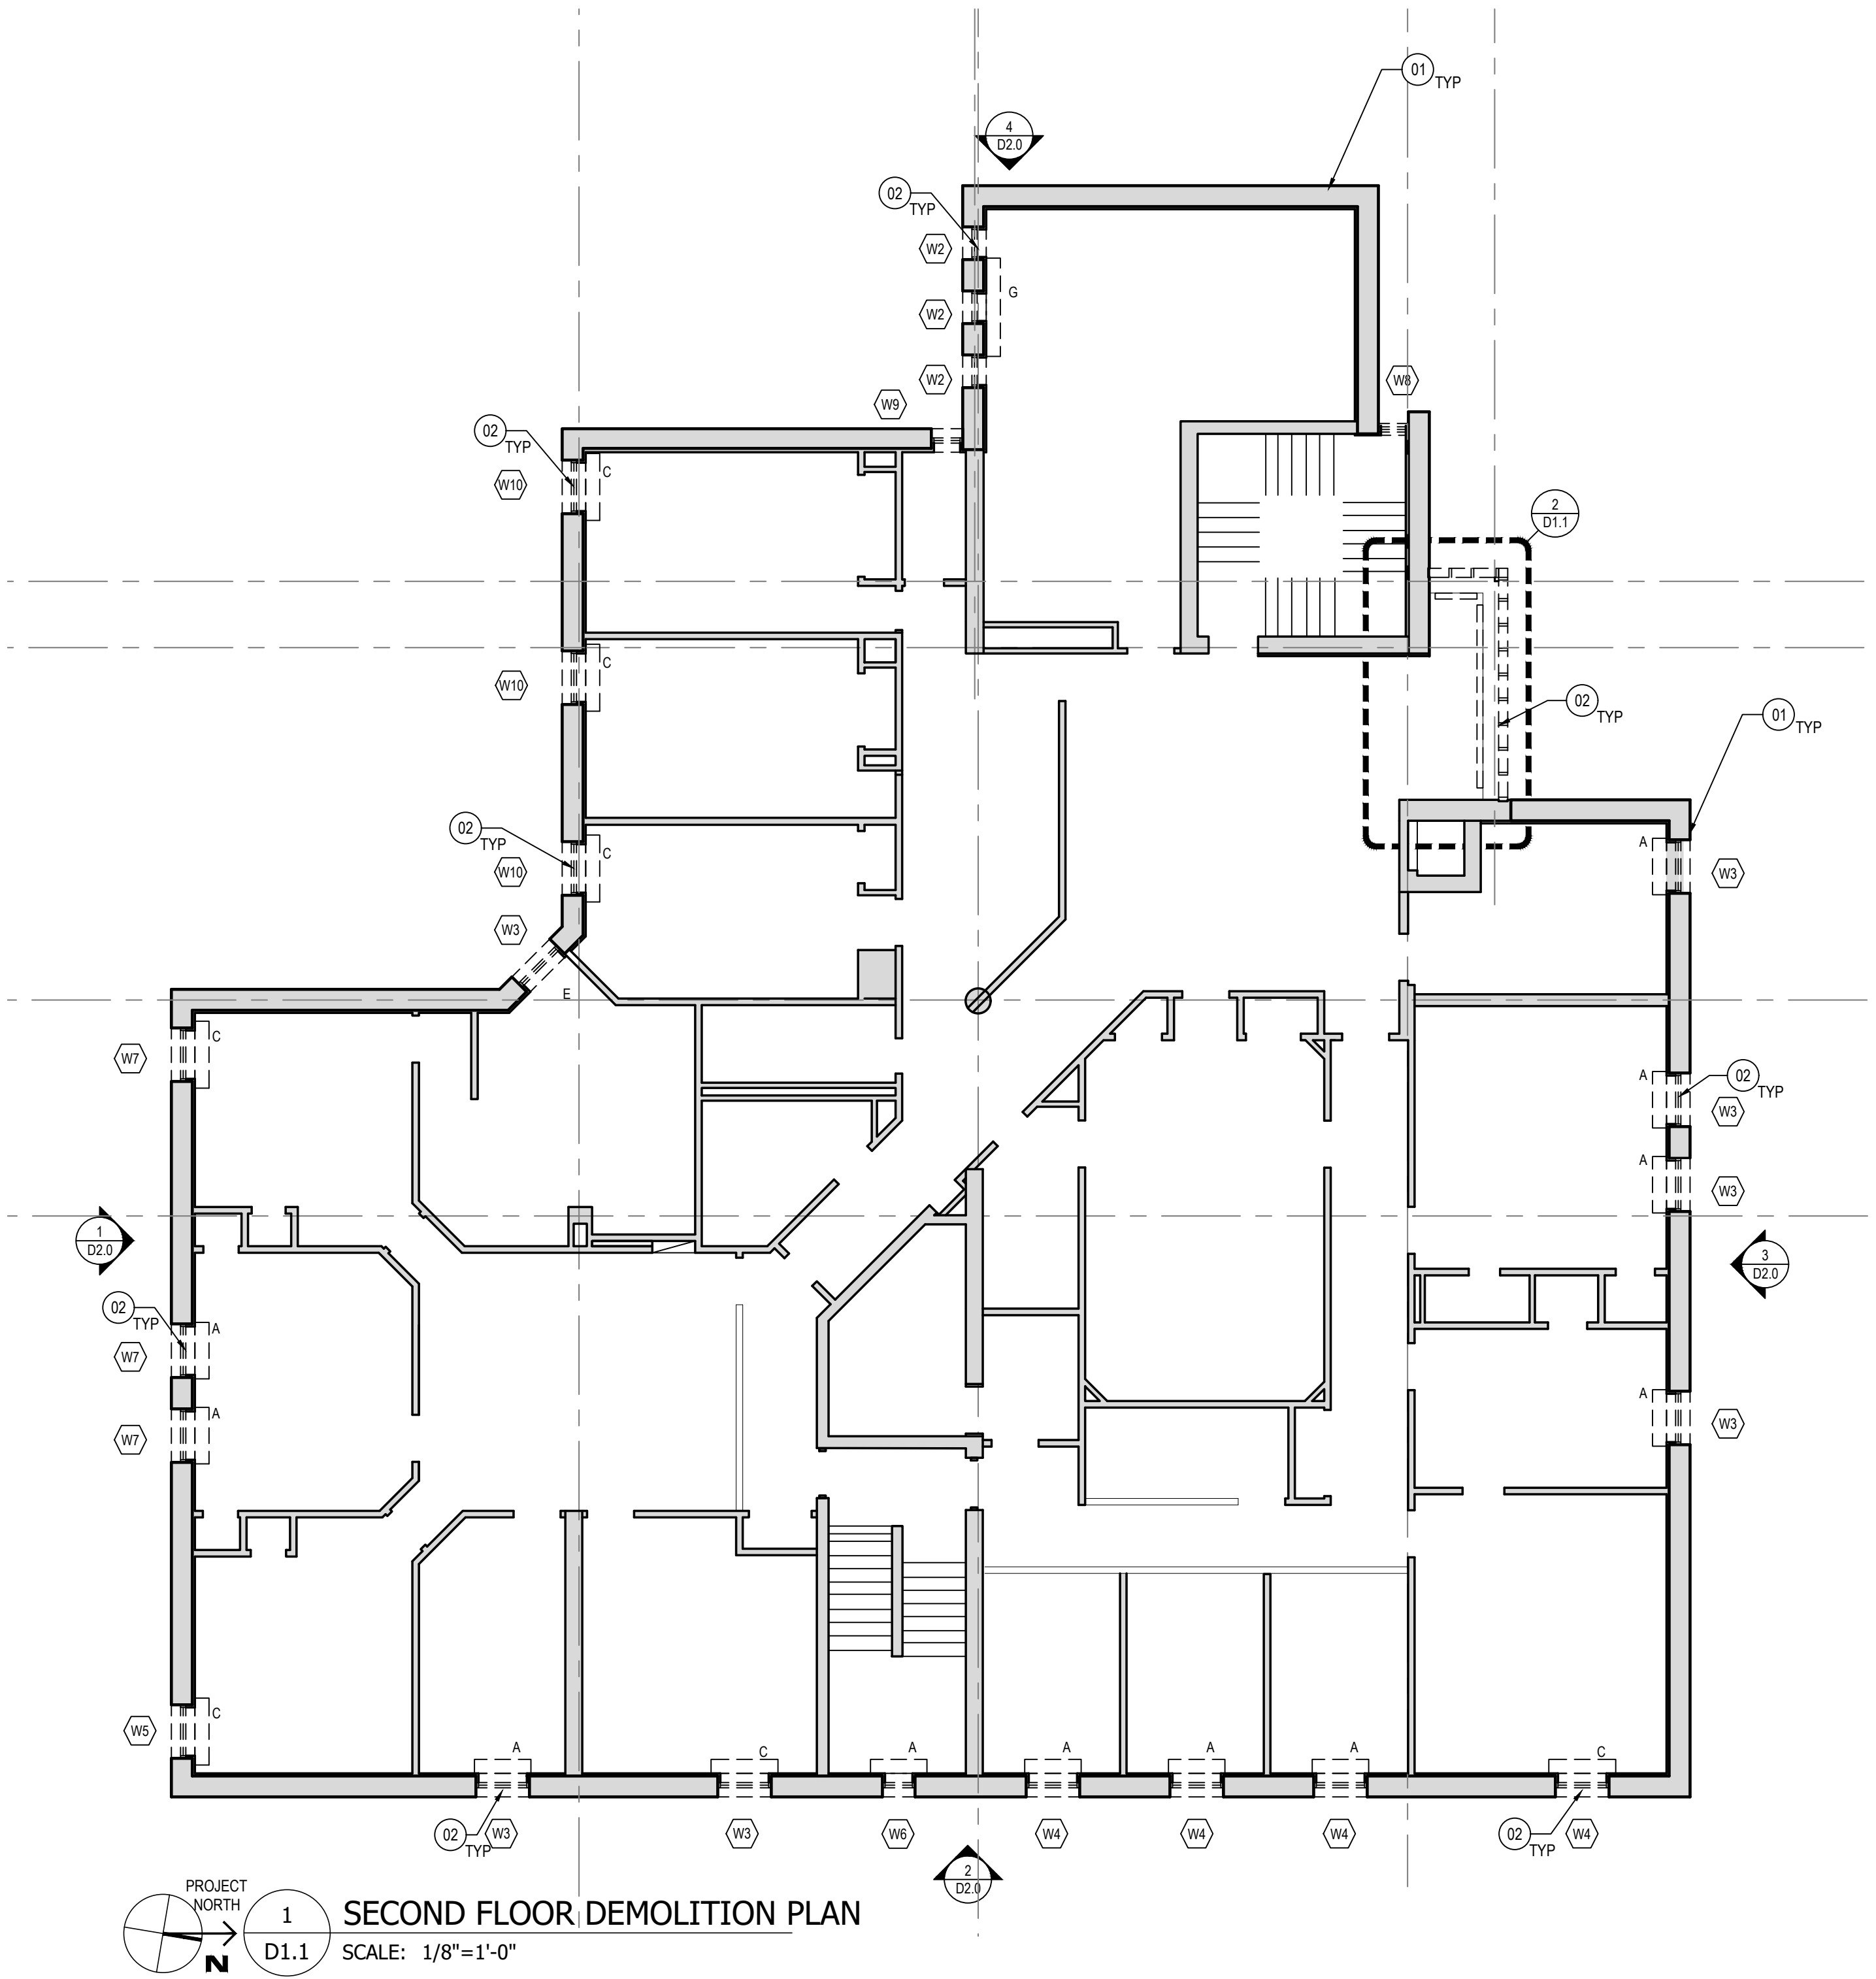 01
TYP
4
D2.0
02
TYP
W2
G
W2
W2
W8
W9
02
TYP
C
W10
2
D1.1
C
W10
02
TYP
01
TYP
02
TYP
C
W10
A
W3
W3
E
C
W7
A
02
TYP
W3
A
W3
1
D2.0
3
D2.0
02
TYP
A
W7
A
W7
A
W3
C
W5
A
C
A
A
A
A
C
02
TYP
W3
W3
W6
W4
W4
W4
02
TYP
W4
2
D2.0
PROJECT
NORTH
N
1
D1.1
SECOND FLOOR DEMOLITION PLAN
SCALE: 1/8"=1'-0"